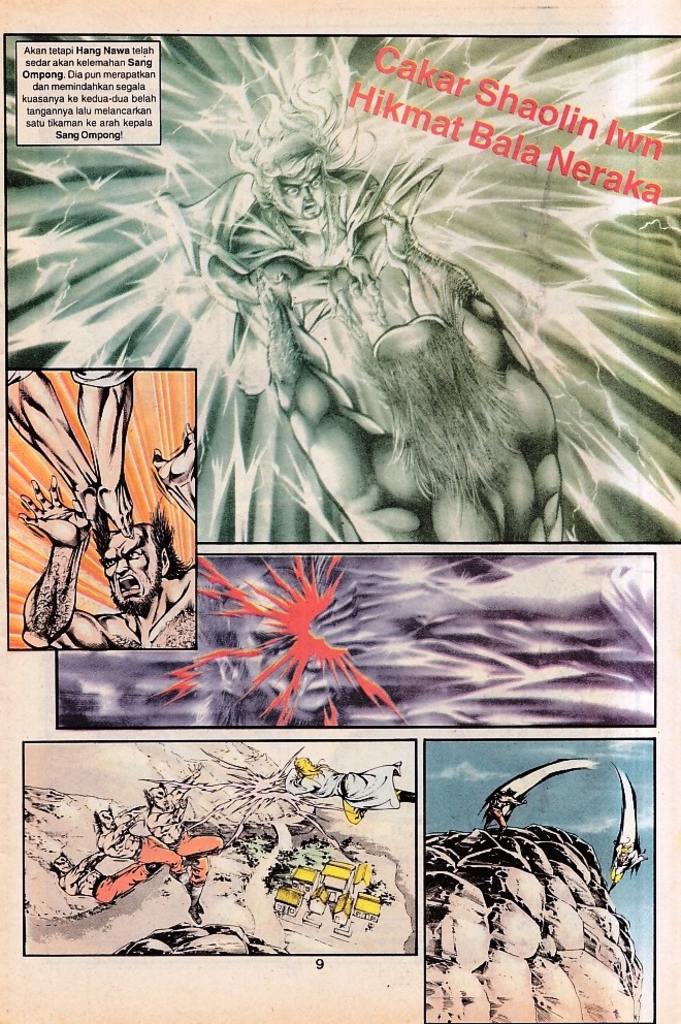 Akan tetapi Hang Nawa telah
sedar akan kelemahan Sang
Ompong. Dia pun merapatkan
dan memindahkan segala
kuasanya ke kedua-dua belah
tangannya lalu melancarkan
satu tikaman ke arah kepala
Sang Ompong!
Cakar Shaolin lwn
Hikmat Bala Neraka
9